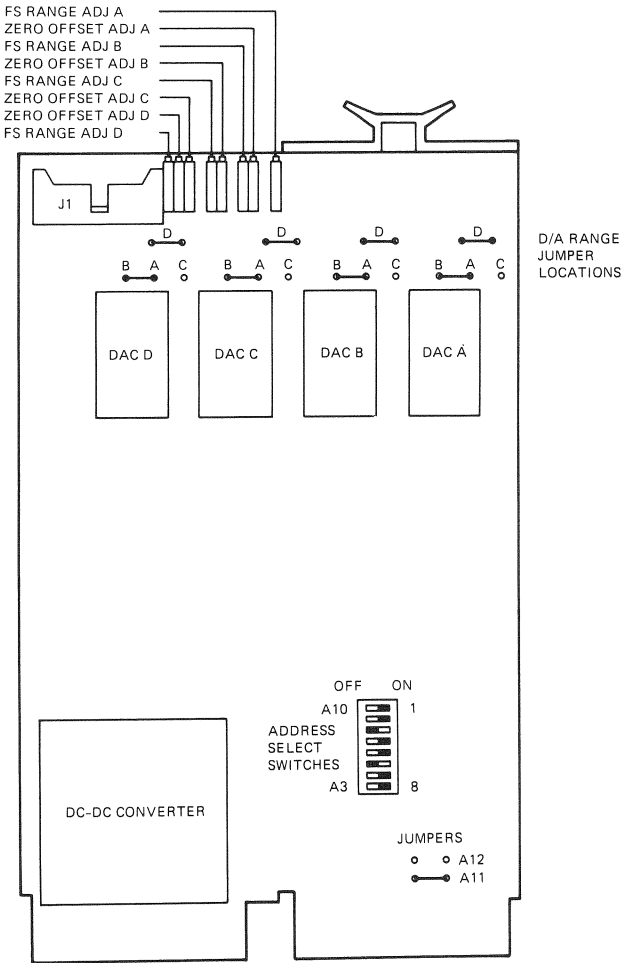 FS RANGE ADJ A
ZERO OFFSET ADJ A
FS RANGE ADJ B
ZERO OFFSET ADJ B
FS RANGE ADJ C
ZERO OFFSET ADJ C
ZERO OFFSET ADJ D
FS RANGE ADJ D
J1
D D D D
B A C B A C B A C B A C
D/A RANGE
JUMPER
LOCATIONS
DAC D DAC C DAC B DAC A
OFF ON
A10 1
ADDRESS
SELECT
SWITCHES
A3 8
DC-DC CONVERTER
JUMPERS
A12
A11